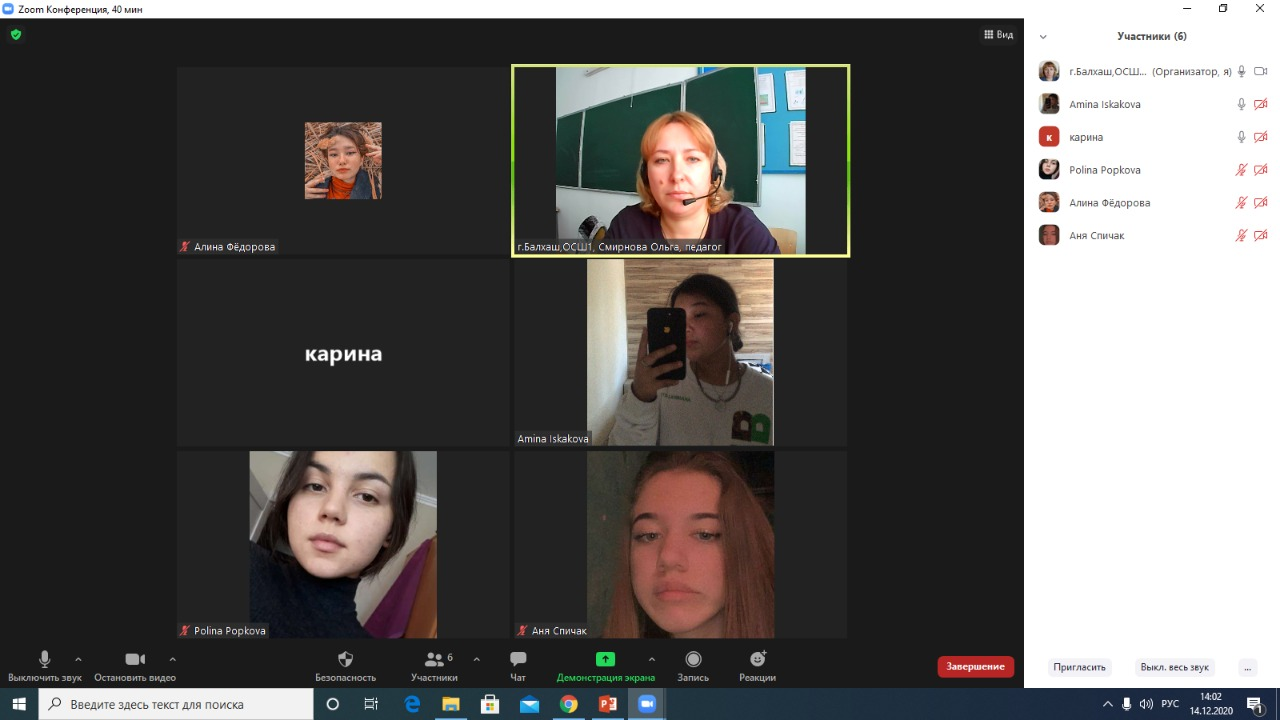 Zoom Конференция, 40 мин
Вид
Алина Фёдорова
г.Балхаш,ОСШ1, Смирнова Ольга, педагог
карина
Amina Iskakova
Polina Popkova
Аня Спичак
Участники (6)
г.Балхаш,ОСШ... (Организатор, я)
Amina Iskakova
к карина
Polina Popkova
Алина Фёдорова
Аня Спичак
Пригласить Выкл. весь звук ...
Выключить звук Остановить видео Безопасность 6 Участники Чат Демонстрация экрана Запись Реакции Завершение
Введите здесь текст для поиска
РУС 14:02
14.12.2020
1